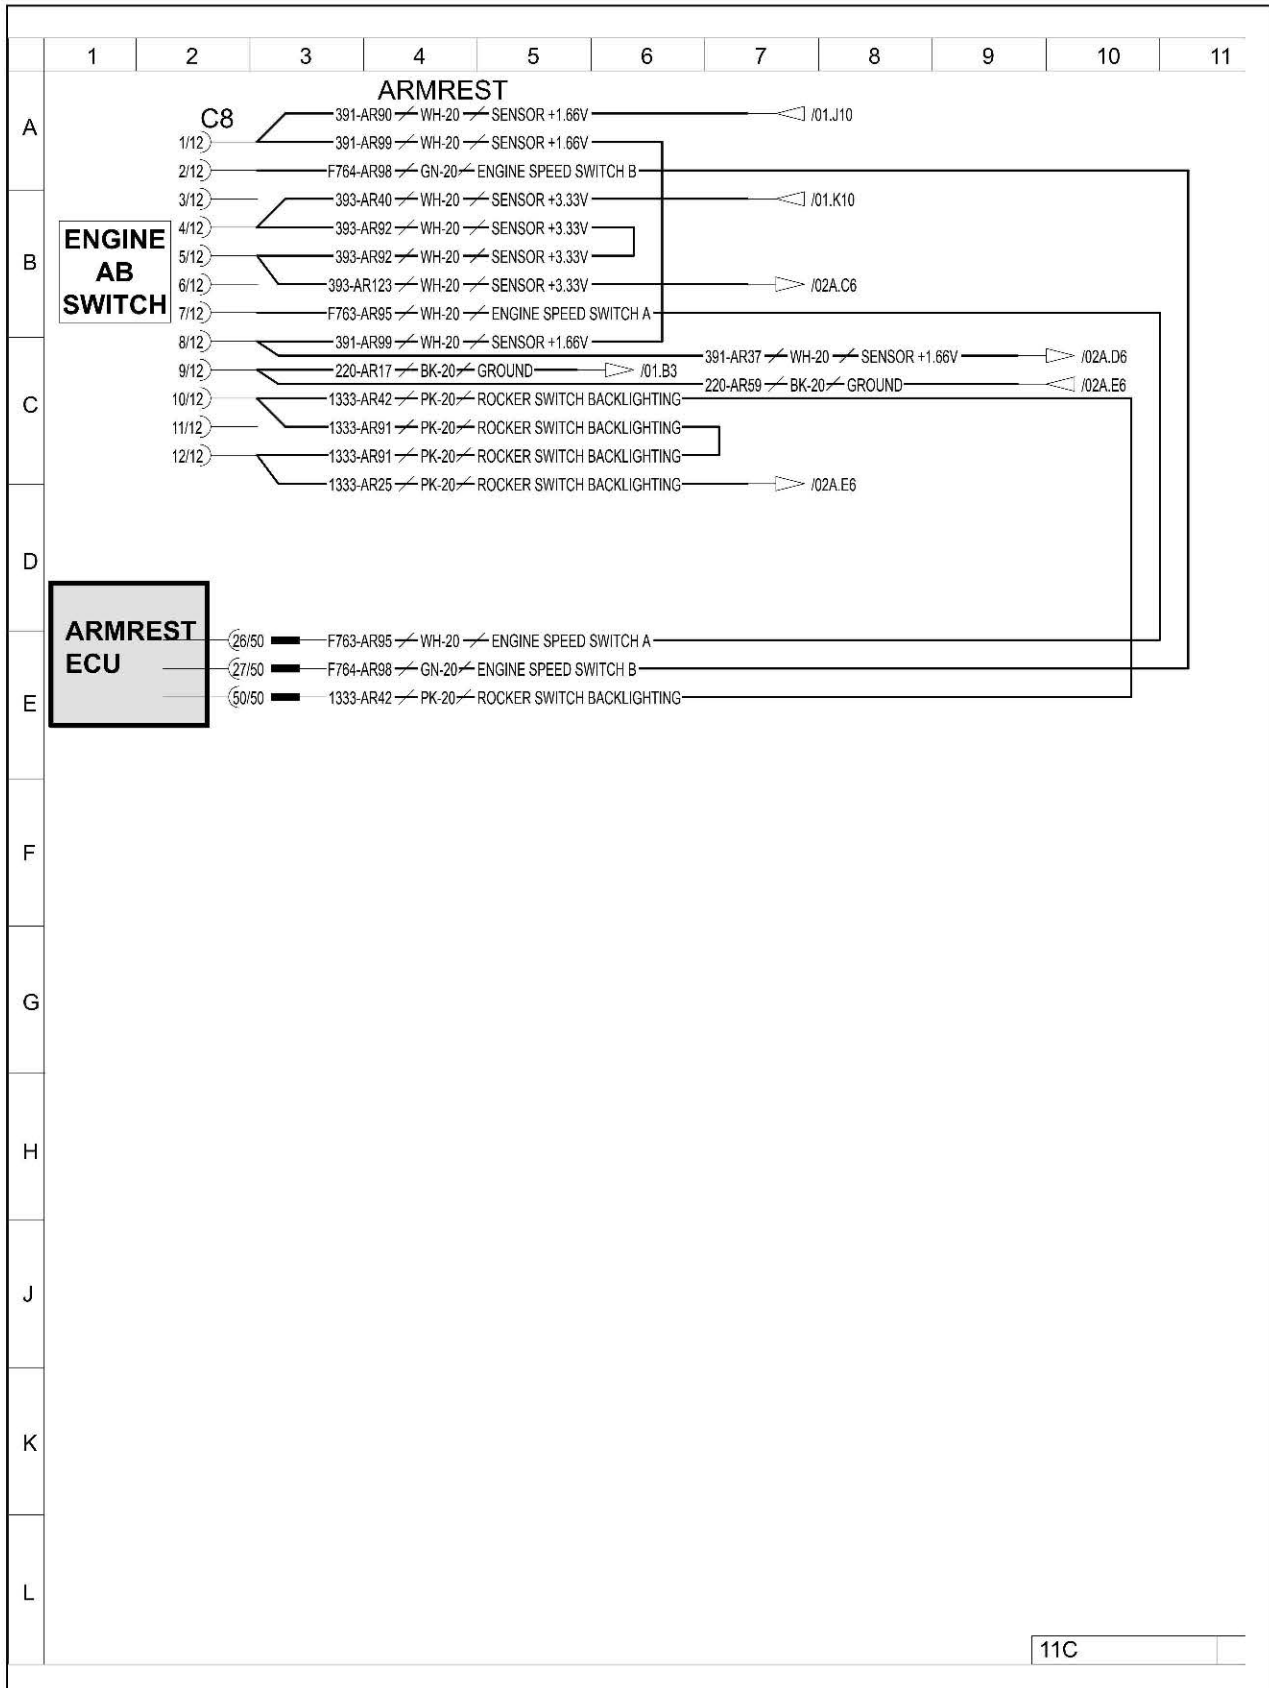 1 2 3 4 5 6 7 8 9 10 11
ARMREST
A
C8
391-AR90 WH-20 SENSOR +1.66V /01.J10
1/12 391-AR99 WH-20 SENSOR +1.66V
2/12 F764-AR98 GN-20 ENGINE SPEED SWITCH B
3/12 393-AR40 WH-20 SENSOR +3.33V /01.K10
4/12 393-AR92 WH-20 SENSOR +3.33V
ENGINE
AB
SWITCH
B
5/12 393-AR92 WH-20 SENSOR +3.33V
6/12 393-AR123 WH-20 SENSOR +3.33V /02A.C6
7/12 F763-AR95 WH-20 ENGINE SPEED SWITCH A
8/12 391-AR99 WH-20 SENSOR +1.66V
391-AR37 WH-20 SENSOR +1.66V /02A.D6
9/12 220-AR17 BK-20 GROUND /01.B3
220-AR59 BK-20 GROUND /02A.E6
C
10/12 1333-AR42 PK-20 ROCKER SWITCH BACKLIGHTING
11/12 1333-AR91 PK-20 ROCKER SWITCH BACKLIGHTING
12/12 1333-AR91 PK-20 ROCKER SWITCH BACKLIGHTING
1333-AR25 PK-20 ROCKER SWITCH BACKLIGHTING /02A.E6
D
ARMREST
ECU
26/50 F763-AR95 WH-20 ENGINE SPEED SWITCH A
27/50 F764-AR98 GN-20 ENGINE SPEED SWITCH B
50/50 1333-AR42 PK-20 ROCKER SWITCH BACKLIGHTING
E
F
G
H
J
K
L
11C